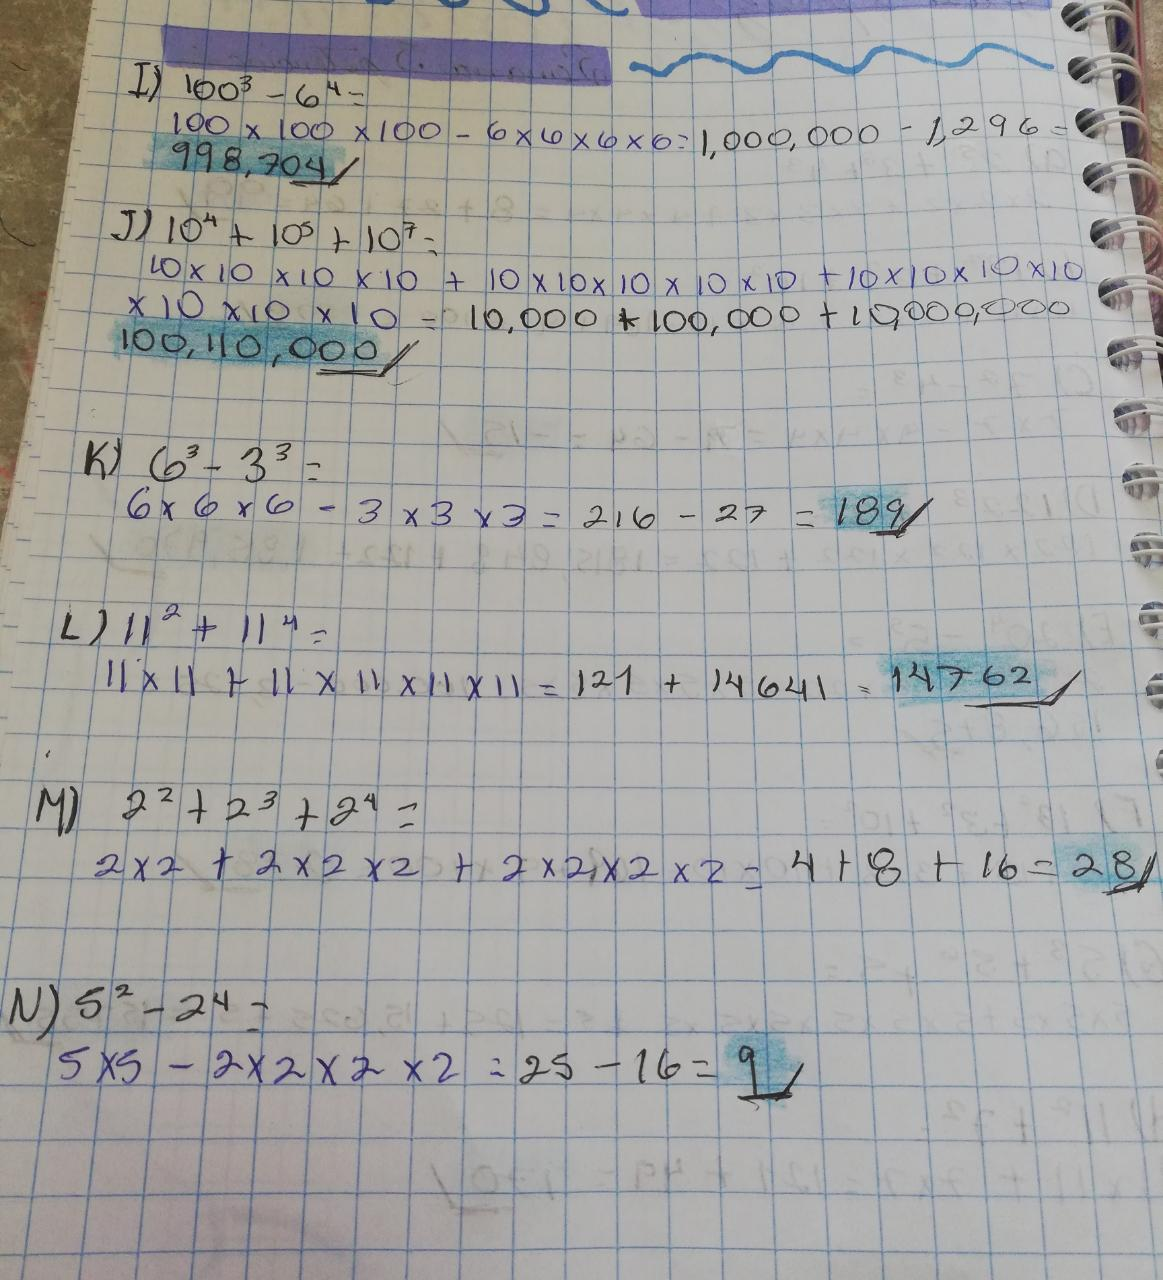 I) 100³ - 6⁴ =
100 x 100 x 100 - 6 x 6 x 6 x 6 = 1,000,000 - 1,296 =
998,704
J) 10⁴ + 10⁵ + 10⁷ =
10 x 10 x 10 x 10 + 10 x 10 x 10 x 10 x 10 + 10 x 10 x 10 x 10
x 10 x 10 x 10 = 10,000 + 100,000 + 10,000,000
100,110,000
K) 6³ - 3³ =
6 x 6 x 6 - 3 x 3 x 3 = 216 - 27 = 189
L) 11² + 11⁴ =
11 x 11 + 11 x 11 x 11 x 11 = 121 + 14641 = 14762
M) 2² + 2³ + 2⁴ =
2 x 2 + 2 x 2 x 2 + 2 x 2 x 2 x 2 = 4 + 8 + 16 = 28
N) 5² - 2⁴ =
5 x 5 - 2 x 2 x 2 x 2 = 25 - 16 = 9